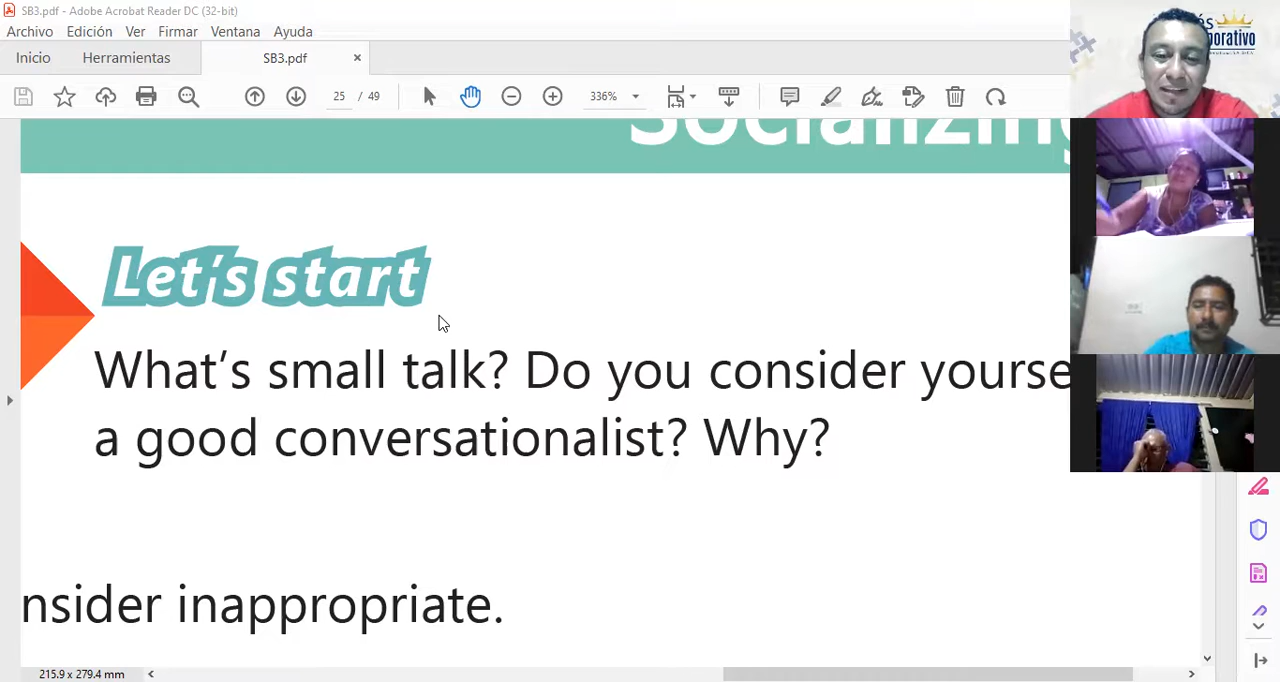 SB3.pdf - Adobe Acrobat Reader DC (32-bit)
Archivo Edición Ver Firmar Ventana Ayuda
Inicio Herramientas SB3.pdf ×
25 / 49 336%
Socializing
Let's start
What's small talk? Do you consider yourse
a good conversationalist? Why?
nsider inappropriate.
215.9 x 279.4 mm